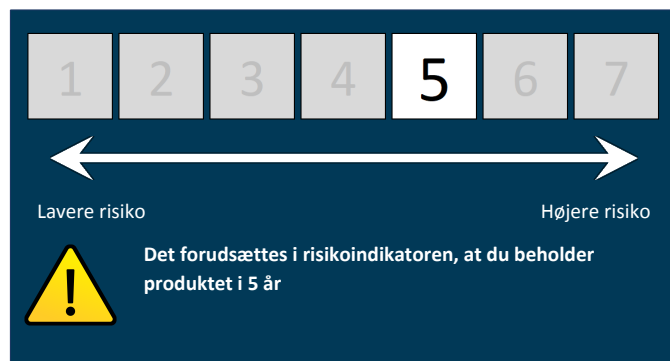 1 2 3 4 5 6 7
Lavere risiko Højere risiko
Det forudsættes i risikoindikatoren, at du beholder
produktet i 5 år